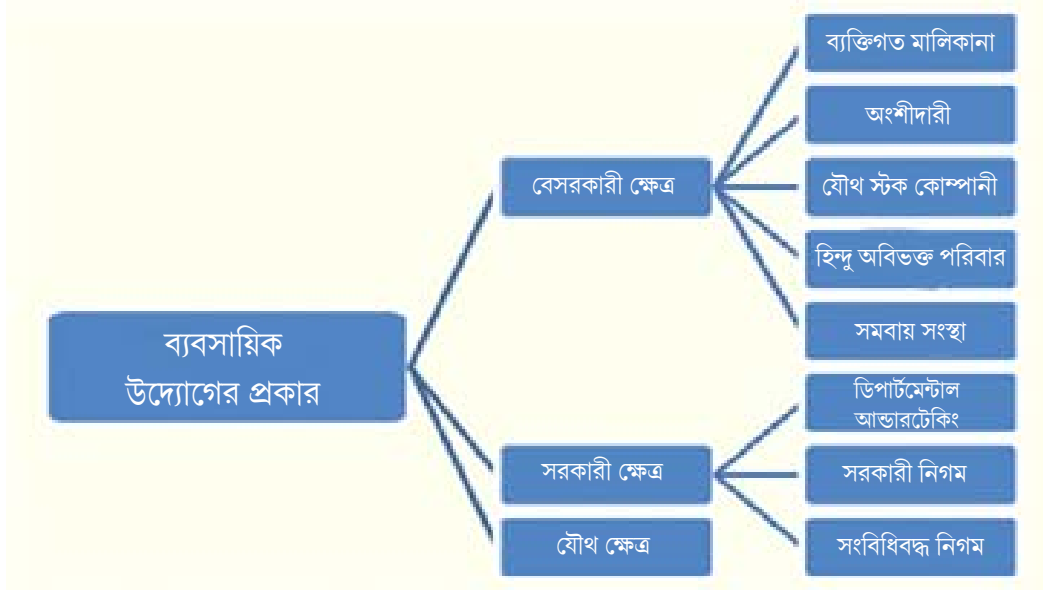 ব্যবসায়িক
উদ্যোগের প্রকার
বেসরকারী ক্ষেত্র
ব্যক্তিগত মালিকানা
অংশীদারী
যৌথ স্টক কোম্পানী
হিন্দু অবিভক্ত পরিবার
সমবায় সংস্থা
সরকারী ক্ষেত্র
ডিপার্টমেন্টাল
আন্ডারটেকিং
সরকারী নিগম
সংবিধিবদ্ধ নিগম
যৌথ ক্ষেত্র